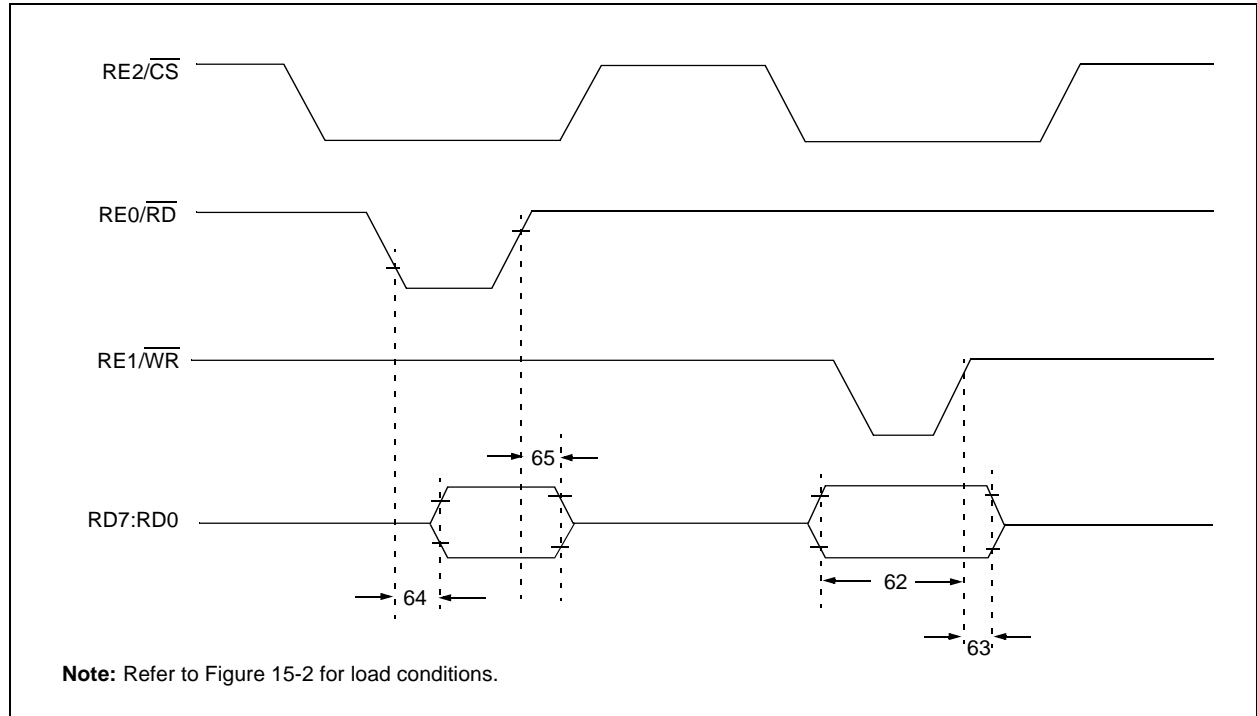 RE2/CS
RE0/RD
RE1/WR
65
RD7:RD0
62
64
63
Note: Refer to Figure 15-2 for load conditions.